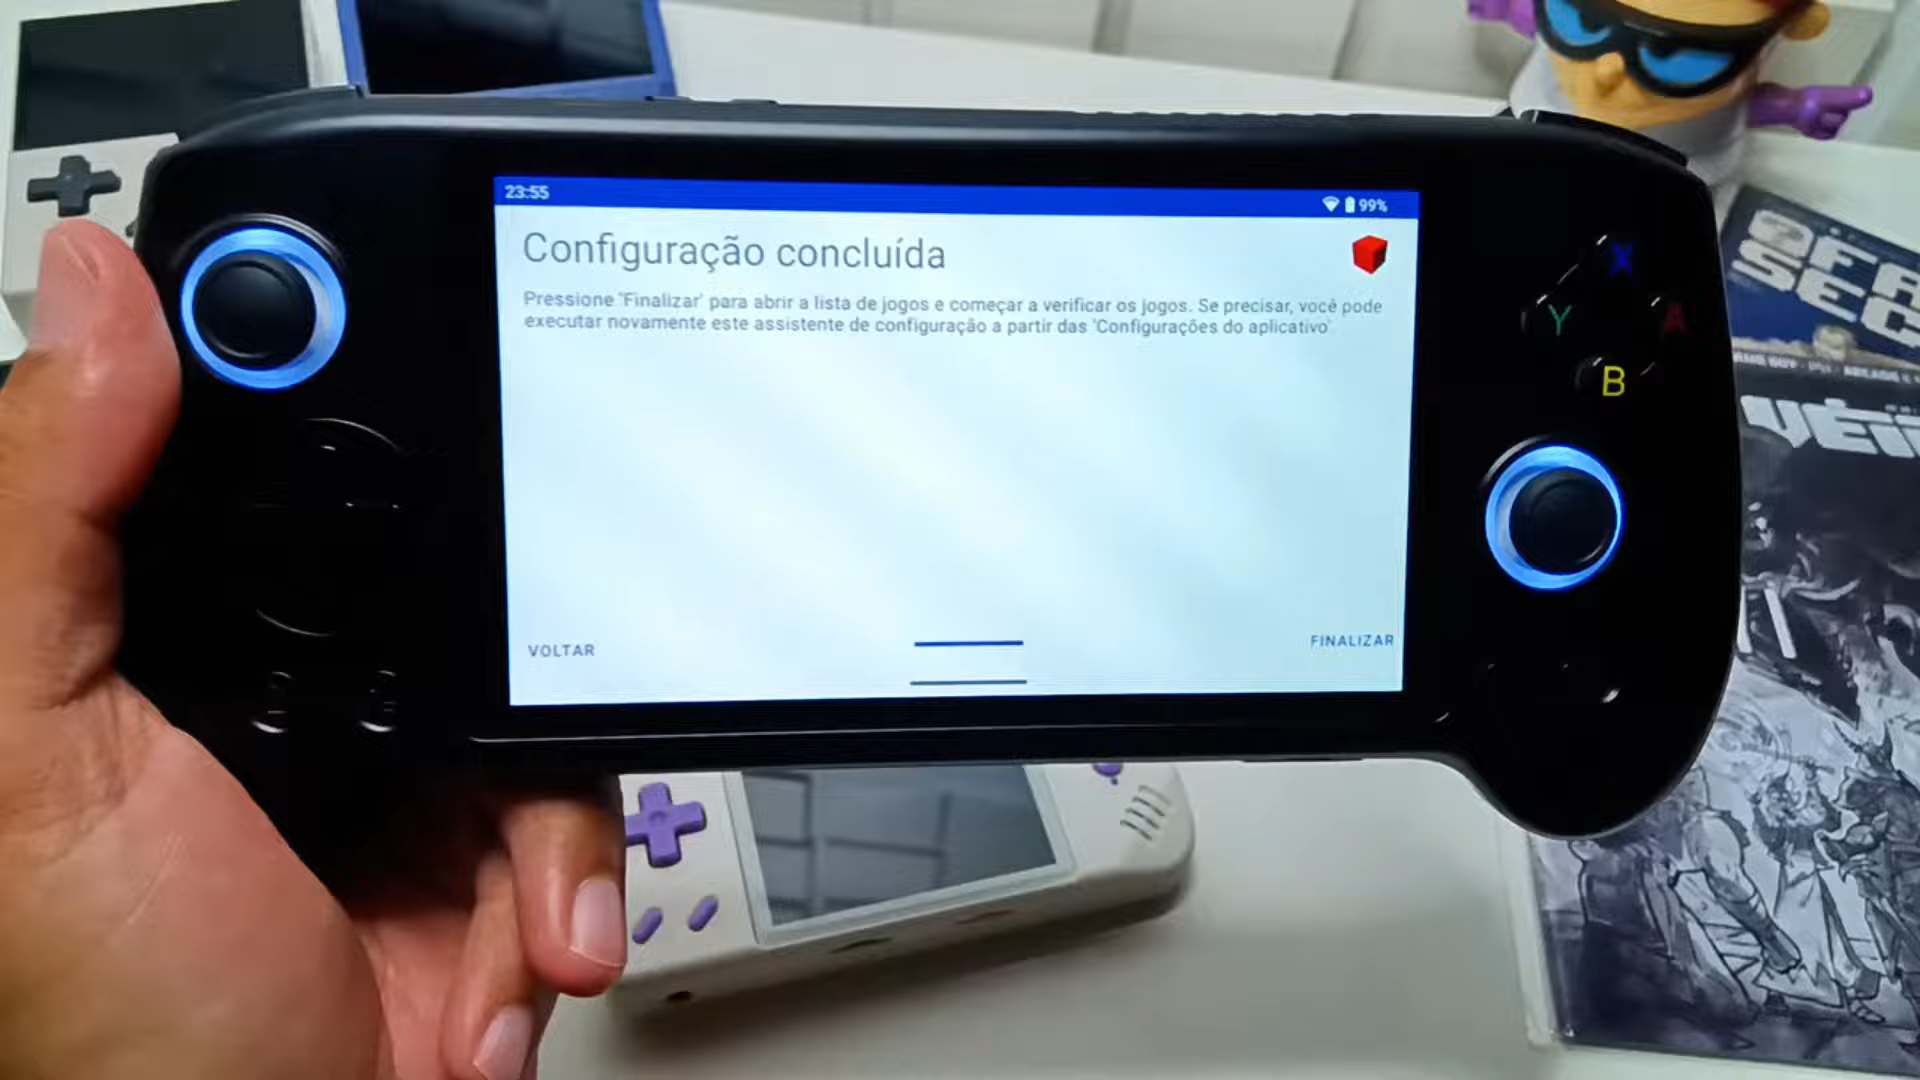 23:55
99%
Configuração concluída
Pressione 'Finalizar' para abrir a lista de jogos e começar a verificar os jogos. Se precisar, você pode
executar novamente este assistente de configuração a partir das 'Configurações do aplicativo'
VOLTAR
FINALIZAR
X
Y
A
B